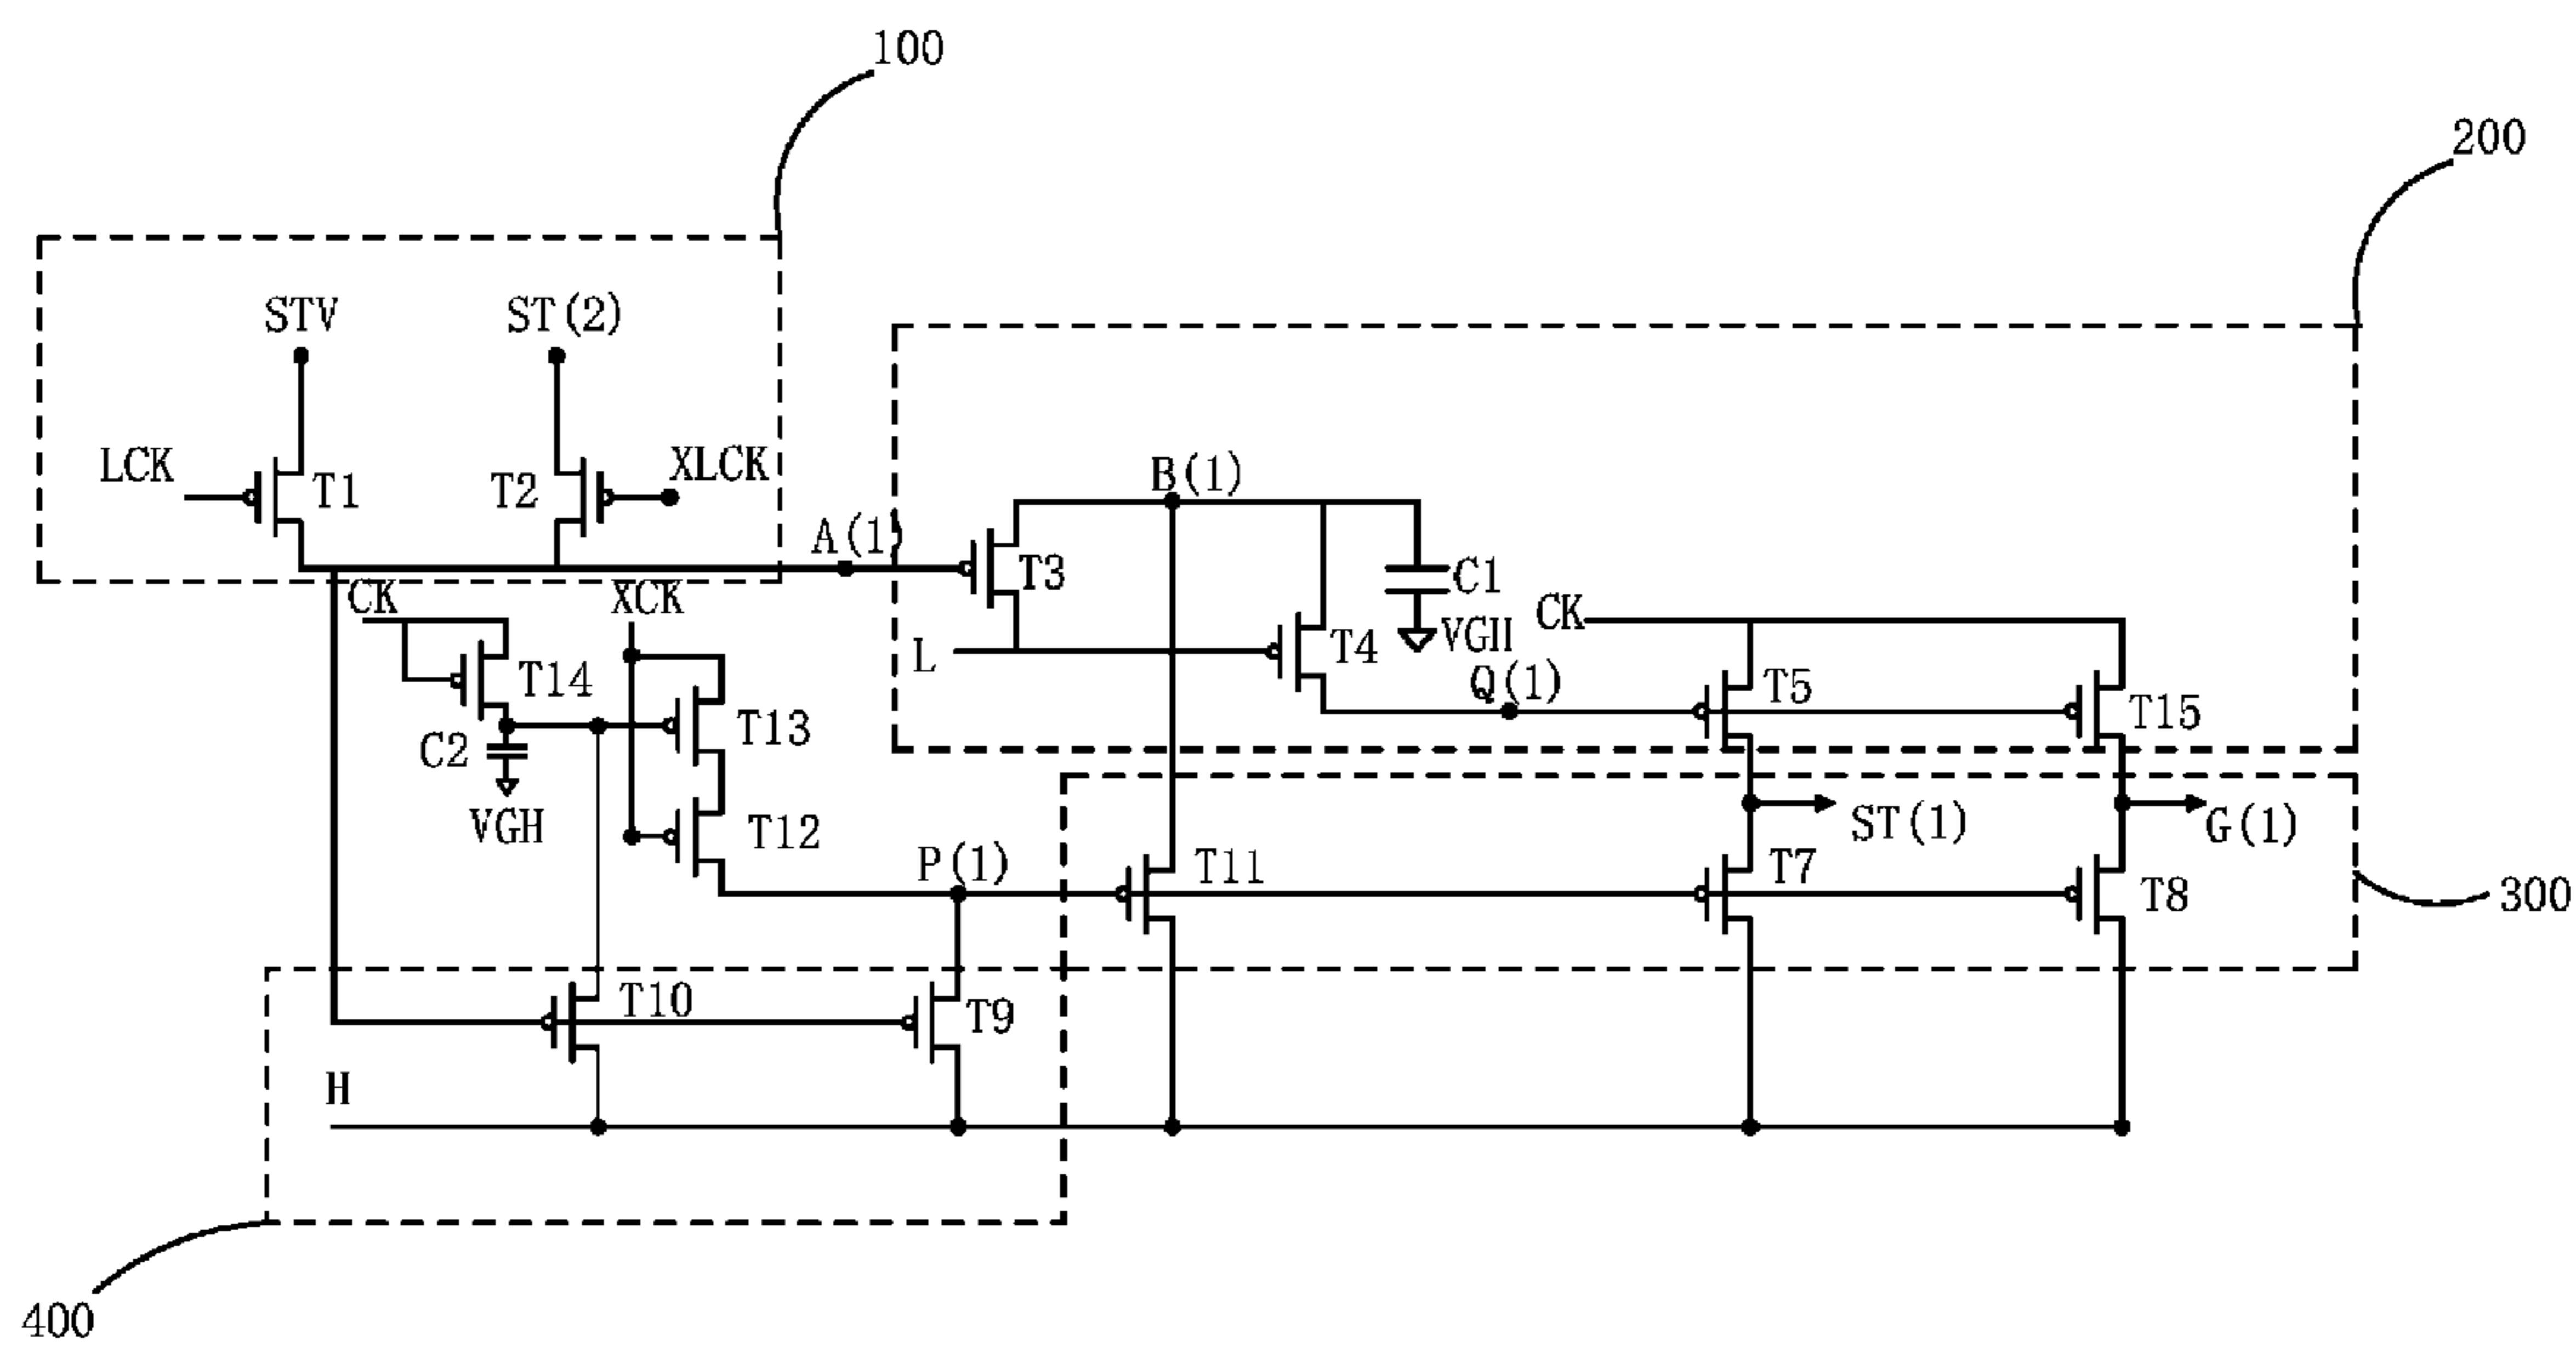 100
200
STV
ST(2)
LCK
T1
T2
XLCK
B(1)
A(1)
T3
C1
CK
XCK
CK
L
T4
VGH
T14
Q(1)
T5
T15
C2
T13
VGH
T12
ST(1)
G(1)
P(1)
T11
T7
T8
300
T10
T9
H
400